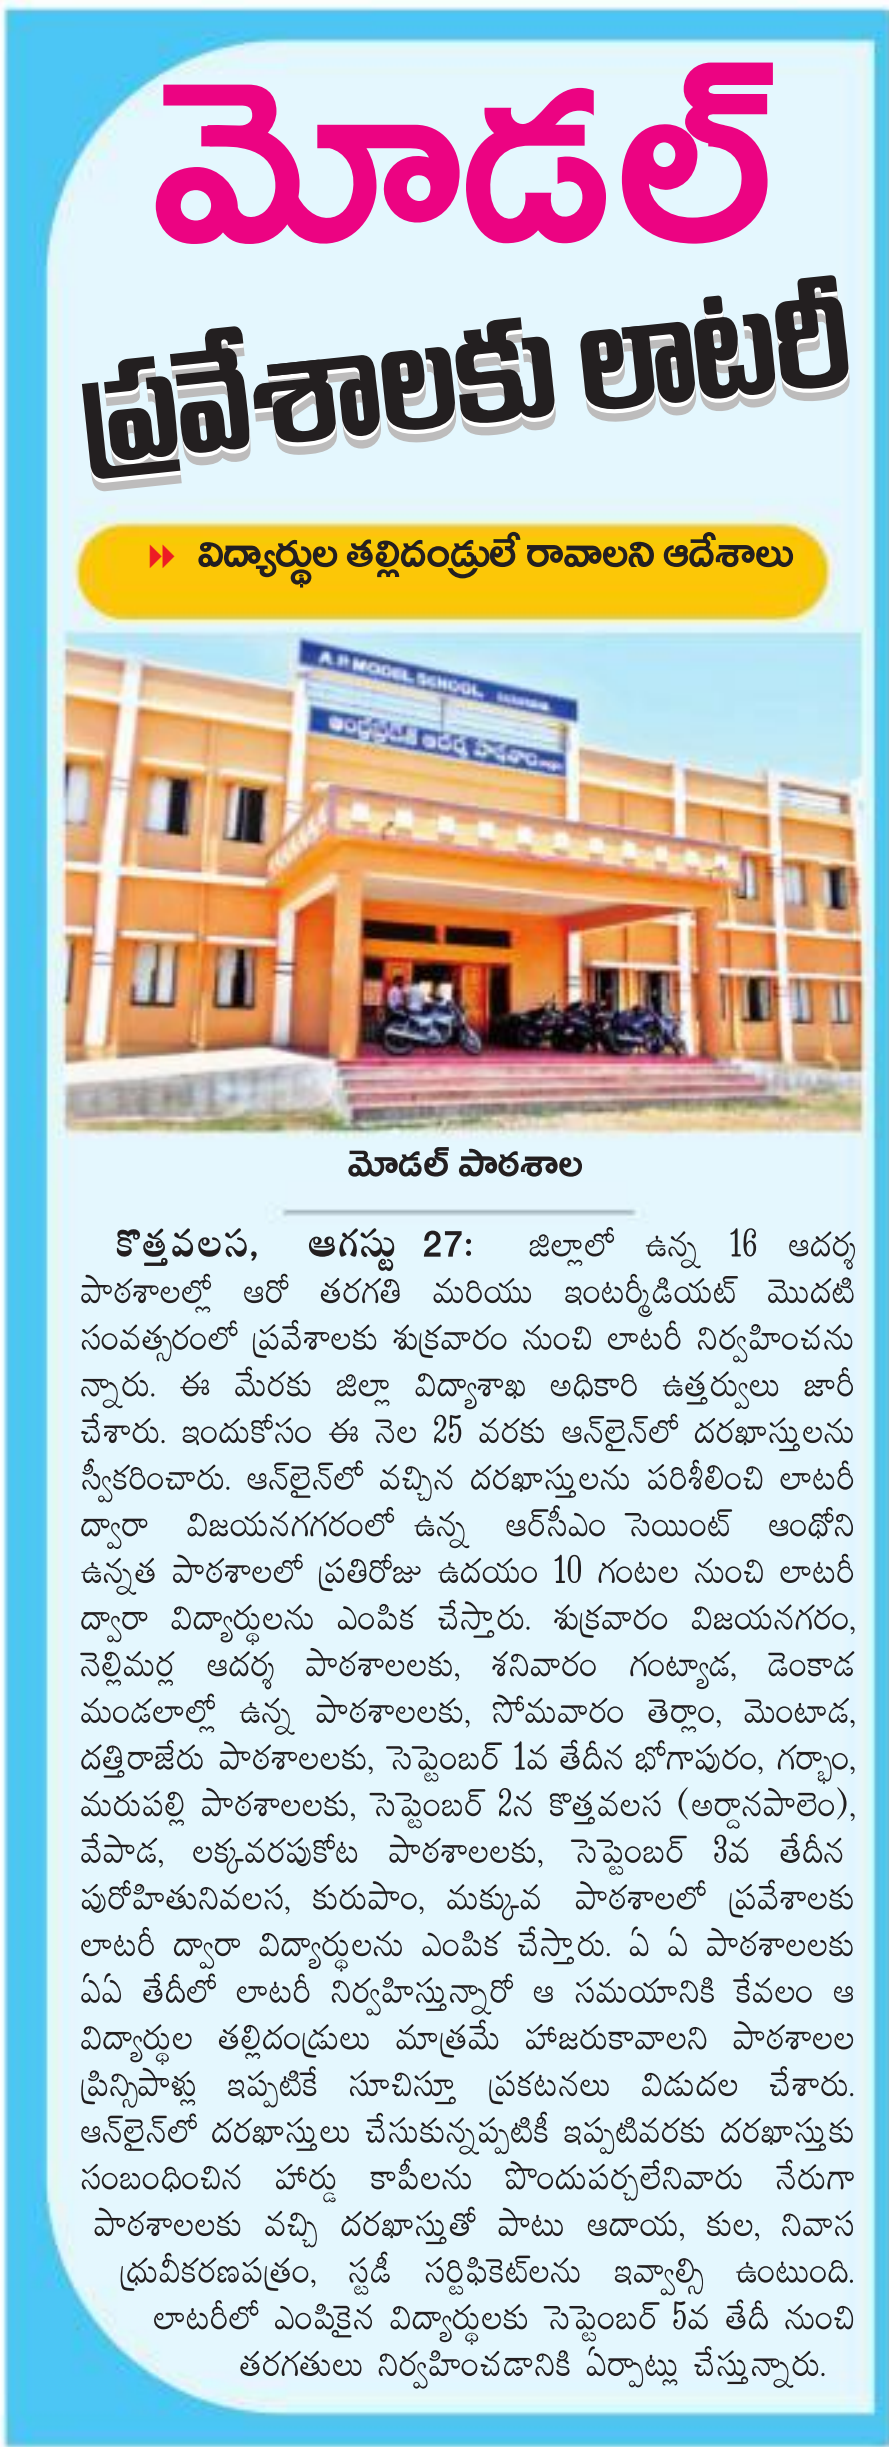 మోడల్
ప్రవేశాలకు లాటరీ
విద్యార్థుల తల్లిదండ్రులే రావాలని ఆదేశాలు
A.P. MODEL SCHOOL
ఆంధ్రప్రదేశ్ ఆదర్శ పాఠశాల
మోడల్ పాఠశాల
కొత్తవలస, ఆగస్టు 27: జిల్లాలో ఉన్న 16 ఆదర్శ
పాఠశాలల్లో ఆరో తరగతి మరియు ఇంటర్మీడియట్ మొదటి
సంవత్సరంలో ప్రవేశాలకు శుక్రవారం నుంచి లాటరీ నిర్వహించను
న్నారు. ఈ మేరకు జిల్లా విద్యాశాఖ అధికారి ఉత్తర్వులు జారీ
చేశారు. ఇందుకోసం ఈ నెల 25 వరకు ఆన్‌లైన్‌లో దరఖాస్తులను
స్వీకరించారు. ఆన్‌లైన్‌లో వచ్చిన దరఖాస్తులను పరిశీలించి లాటరీ
ద్వారా విజయనగగరంలో ఉన్న ఆర్‌సీఎం సెయింట్ ఆంథోని
ఉన్నత పాఠశాలలో ప్రతిరోజు ఉదయం 10 గంటల నుంచి లాటరీ
ద్వారా విద్యార్థులను ఎంపిక చేస్తారు. శుక్రవారం విజయనగరం,
నెల్లిమర్ల ఆదర్శ పాఠశాలలకు, శనివారం గంట్యాడ, డెంకాడ
మండలాల్లో ఉన్న పాఠశాలలకు, సోమవారం తెర్లాం, మెంటాడ,
దత్తిరాజేరు పాఠశాలలకు, సెప్టెంబర్ 1వ తేదీన భోగాపురం, గర్భాం,
మరుపల్లి పాఠశాలలకు, సెప్టెంబర్ 2న కొత్తవలస (అర్ధానపాలెం),
వేపాడ, లక్కవరపుకోట పాఠశాలలకు, సెప్టెంబర్ 3వ తేదీన
పురోహితునివలస, కురుపాం, మక్కువ పాఠశాలలో ప్రవేశాలకు
లాటరీ ద్వారా విద్యార్థులను ఎంపిక చేస్తారు. ఏ ఏ పాఠశాలలకు
ఏఏ తేదీలో లాటరీ నిర్వహిస్తున్నారో ఆ సమయానికి కేవలం ఆ
విద్యార్థుల తల్లిదండ్రులు మాత్రమే హాజరుకావాలని పాఠశాలల
ప్రిన్సిపాళ్లు ఇప్పటికే సూచిస్తూ ప్రకటనలు విడుదల చేశారు.
ఆన్‌లైన్‌లో దరఖాస్తులు చేసుకున్నప్పటికీ ఇప్పటివరకు దరఖాస్తుకు
సంబంధించిన హార్డు కాపీలను పొందుపర్చలేనివారు నేరుగా
పాఠశాలలకు వచ్చి దరఖాస్తుతో పాటు ఆదాయ, కుల, నివాస
ధ్రువీకరణపత్రం, స్టడీ సర్టిఫికెట్‌లను ఇవ్వాల్సి ఉంటుంది.
లాటరీలో ఎంపికైన విద్యార్థులకు సెప్టెంబర్ 5వ తేదీ నుంచి
తరగతులు నిర్వహించడానికి ఏర్పాట్లు చేస్తున్నారు.